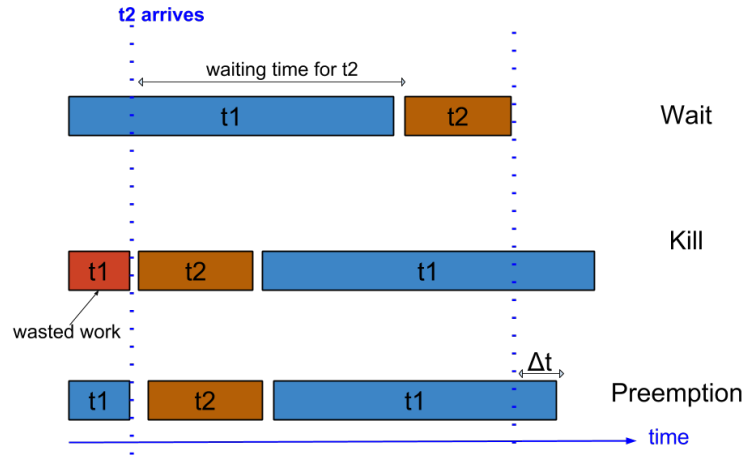 t2 arrives
waiting time for t2
t1 t2 Wait
Kill
t1 t2 t1
wasted work
Δt
t1 t2 t1 Preemption
time